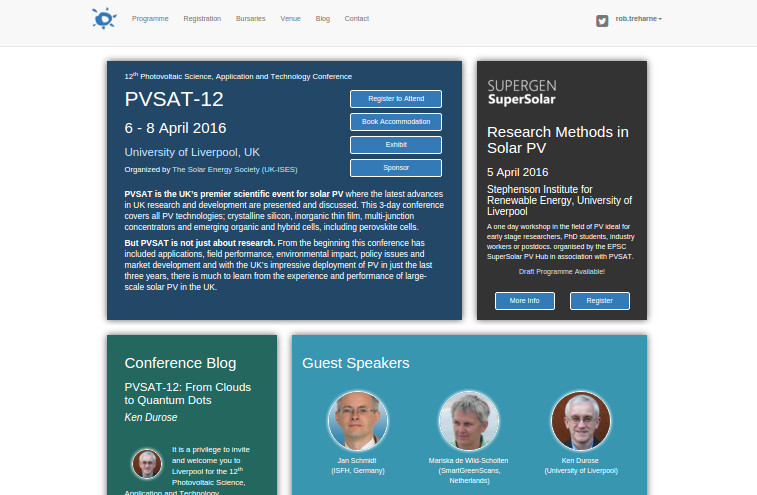 Programme Registration Bursaries Venue Blog Contact rob.treharne
12th Photovoltaic Science, Application and Technology Conference
PVSAT-12
6 - 8 April 2016
University of Liverpool, UK
Organized by The Solar Energy Society (UK-ISES)
Register to Attend
Book Accommodation
Exhibit
Sponsor
PVSAT is the UK's premier scientific event for solar PV where the latest advances
in UK research and development are presented and discussed. This 3-day conference
covers all PV technologies; crystalline silicon, inorganic thin film, multi-junction
concentrators and emerging organic and hybrid cells, including perovskite cells.
But PVSAT is not just about research. From the beginning this conference has
included applications, field performance, environmental impact, policy issues and
market development and with the UK's impressive deployment of PV in just the last
three years, there is much to learn from the experience and performance of large-
scale solar PV in the UK.
SUPERGEN
SuperSolar
Research Methods in
Solar PV
5 April 2016
Stephenson Institute for
Renewable Energy, University of
Liverpool
A one day workshop in the field of PV ideal for
early stage researchers, PhD students, industry
workers or postdocs. organised by the EPSC
SuperSolar PV Hub in association with PVSAT.
Draft Programme Available!
More Info
Register
Conference Blog
PVSAT-12: From Clouds
to Quantum Dots
Ken Durose
It is a privilege to invite
and welcome you to
Liverpool for the 12th
Photovoltaic Science,
Application and Technology
Guest Speakers
Jan Schmidt
(ISFH, Germany)
Mariska de Wild-Scholten
(SmartGreenScans,
Netherlands)
Ken Durose
(University of Liverpool)